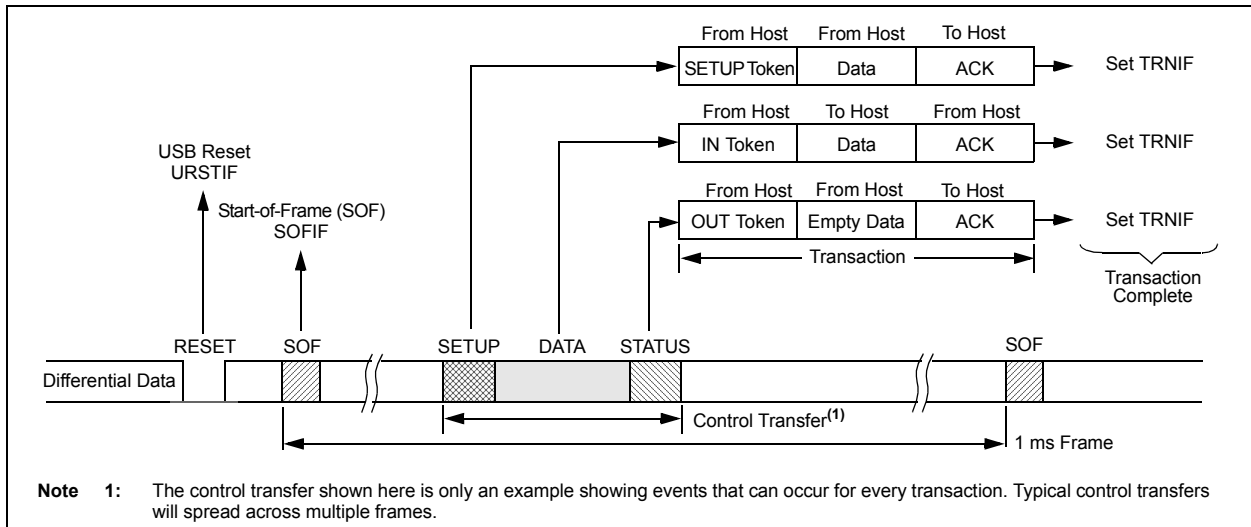 From Host From Host To Host
SETUP Token Data ACK Set TRNIF
From Host To Host From Host
IN Token Data ACK Set TRNIF
USB Reset
URSTIF
From Host From Host To Host
Start-of-Frame (SOF)
SOFIF
OUT Token Empty Data ACK Set TRNIF
Transaction
Transaction
Complete
RESET SOF SETUP DATA STATUS SOF
Differential Data
Control Transfer(1)
1 ms Frame
Note 1: The control transfer shown here is only an example showing events that can occur for every transaction. Typical control transfers
will spread across multiple frames.